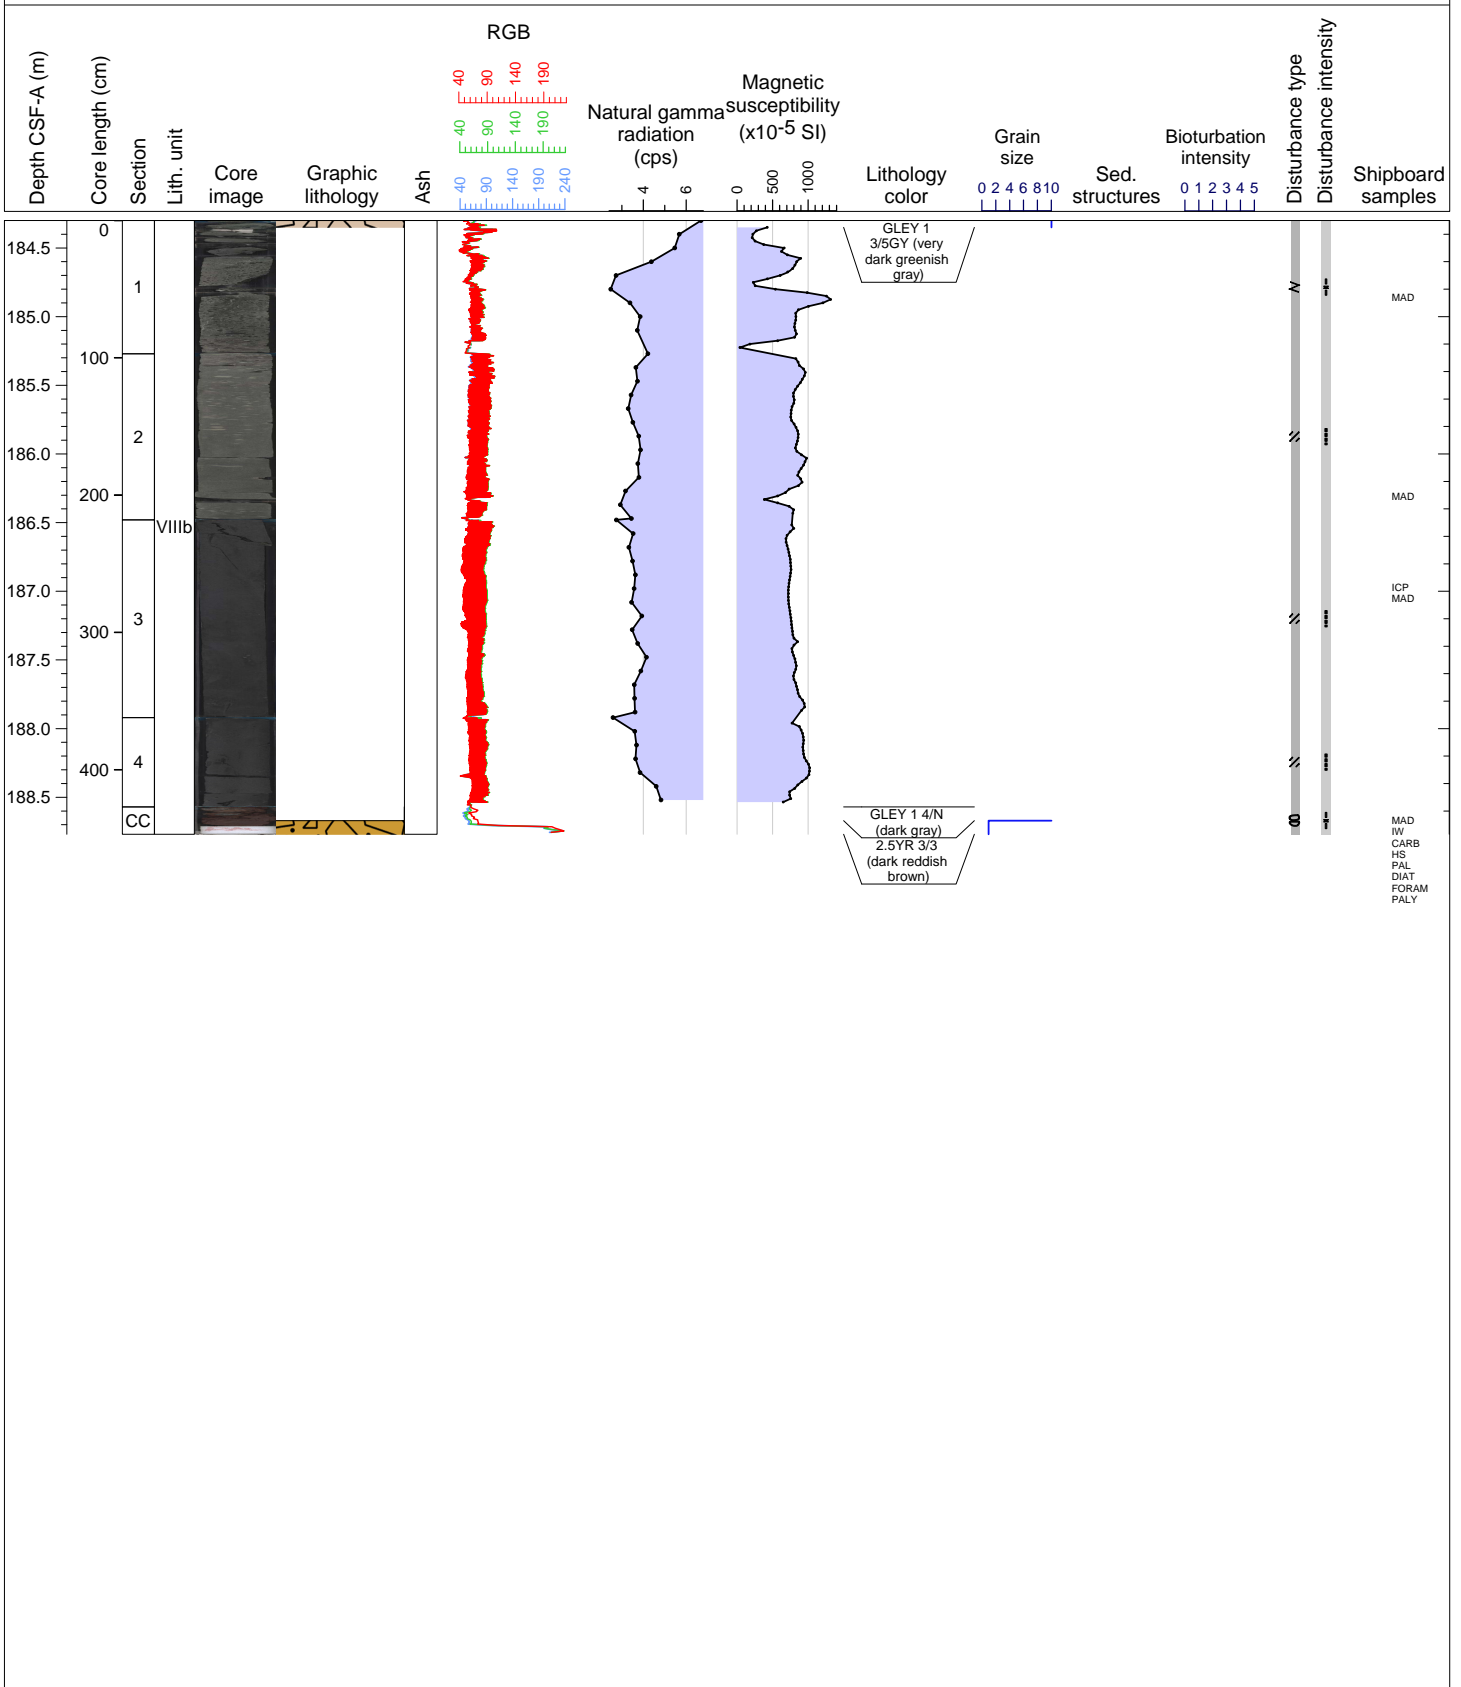 Depth CSF-A (m)
Core length (cm)
Section
Lith. unit
Core
image
Graphic
lithology
Ash
RGB
40 90 140 190
40 90 140 190
40 90 140 190 240
Natural gamma
radiation
(cps)
4 6
Magnetic
susceptibility
(x10-5 SI)
0 500 1000
Lithology
color
Grain
size
0 2 4 6 8 10
Sed.
structures
Bioturbation
intensity
0 1 2 3 4 5
Disturbance type
Disturbance intensity
Shipboard
samples
184.5
185.0
185.5
186.0
186.5
187.0
187.5
188.0
188.5
0
100
200
300
400
1
2
3
4
CC
VIIIb
GLEY 1
3/5GY (very
dark greenish
gray)
GLEY 1 4/N
(dark gray)
2.5YR 3/3
(dark reddish
brown)
MAD
MAD
ICP
MAD
MAD
IW
CARB
HS
PAL
DIAT
FORAM
PALY